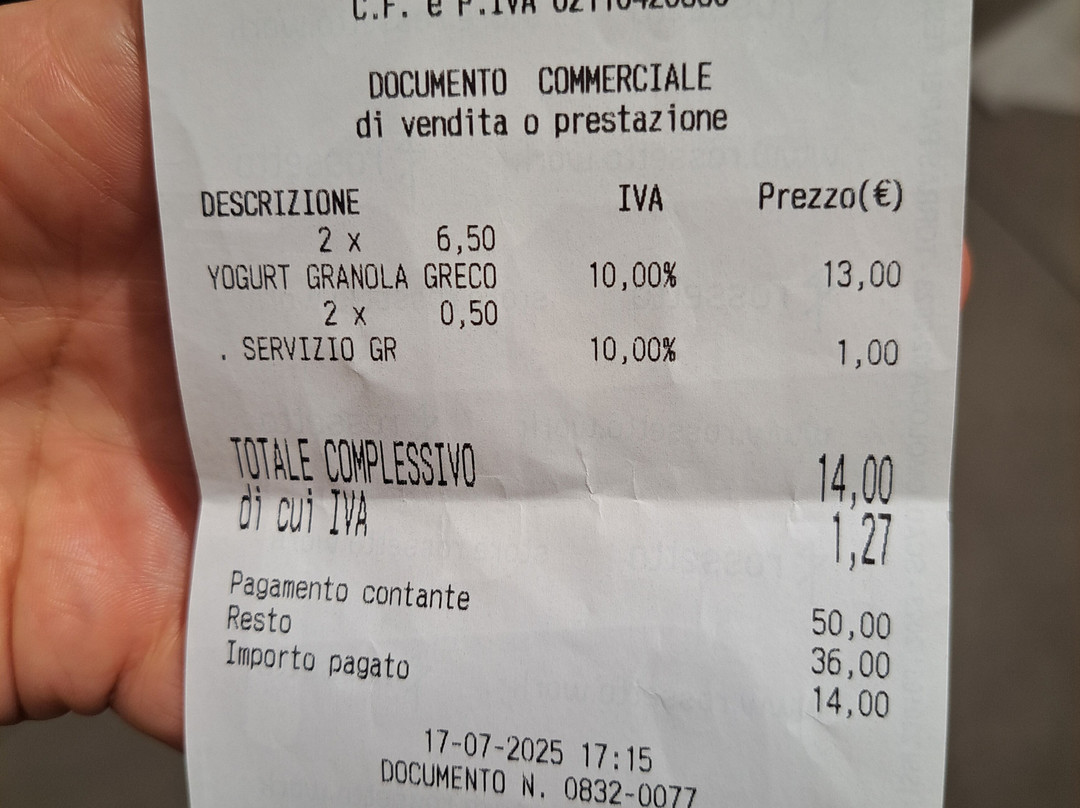 C.F. e P.IVA
DOCUMENTO COMMERCIALE
di vendita o prestazione
DESCRIZIONE IVA Prezzo(€)
2 x 6,50
YOGURT GRANOLA GRECO 10,00% 13,00
2 x 0,50
. SERVIZIO GR 10,00% 1,00
TOTALE COMPLESSIVO 14,00
di cui IVA 1,27
Pagamento contante 50,00
Resto 36,00
Importo pagato 14,00
17-07-2025 17:15
DOCUMENTO N. 0832-0077